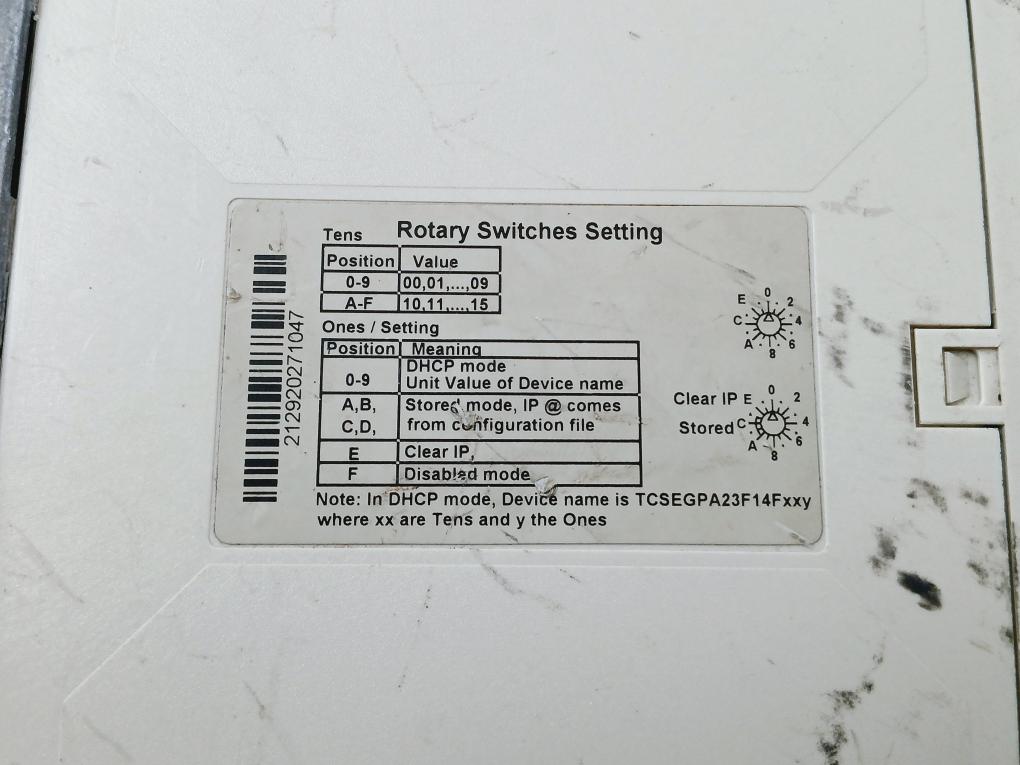 Rotary Switches Setting
Tens
Position Value
0-9 00,01,...,09
A-F 10,11,...,15
Ones / Setting
Position Meaning
0-9 DHCP mode
Unit Value of Device name
A,B, Stored mode, IP @ comes
C,D, from configuration file
E Clear IP,
F Disabled mode
Note: In DHCP mode, Device name is TCSEGPA23F14Fxxy
where xx are Tens and y the Ones
212920271047
0
E 2
C 4
A 6
8
0
Clear IP E 2
Stored C 4
A 6
8